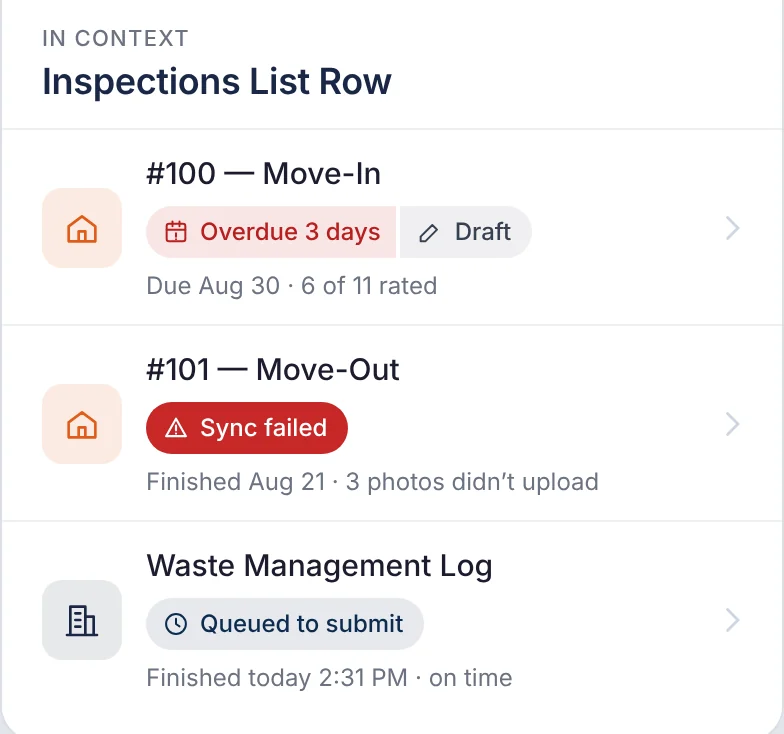 IN CONTEXT
Inspections List Row
#100 — Move-In
Overdue 3 days Draft
Due Aug 30 · 6 of 11 rated
#101 — Move-Out
Sync failed
Finished Aug 21 · 3 photos didn’t upload
Waste Management Log
Queued to submit
Finished today 2:31 PM · on time